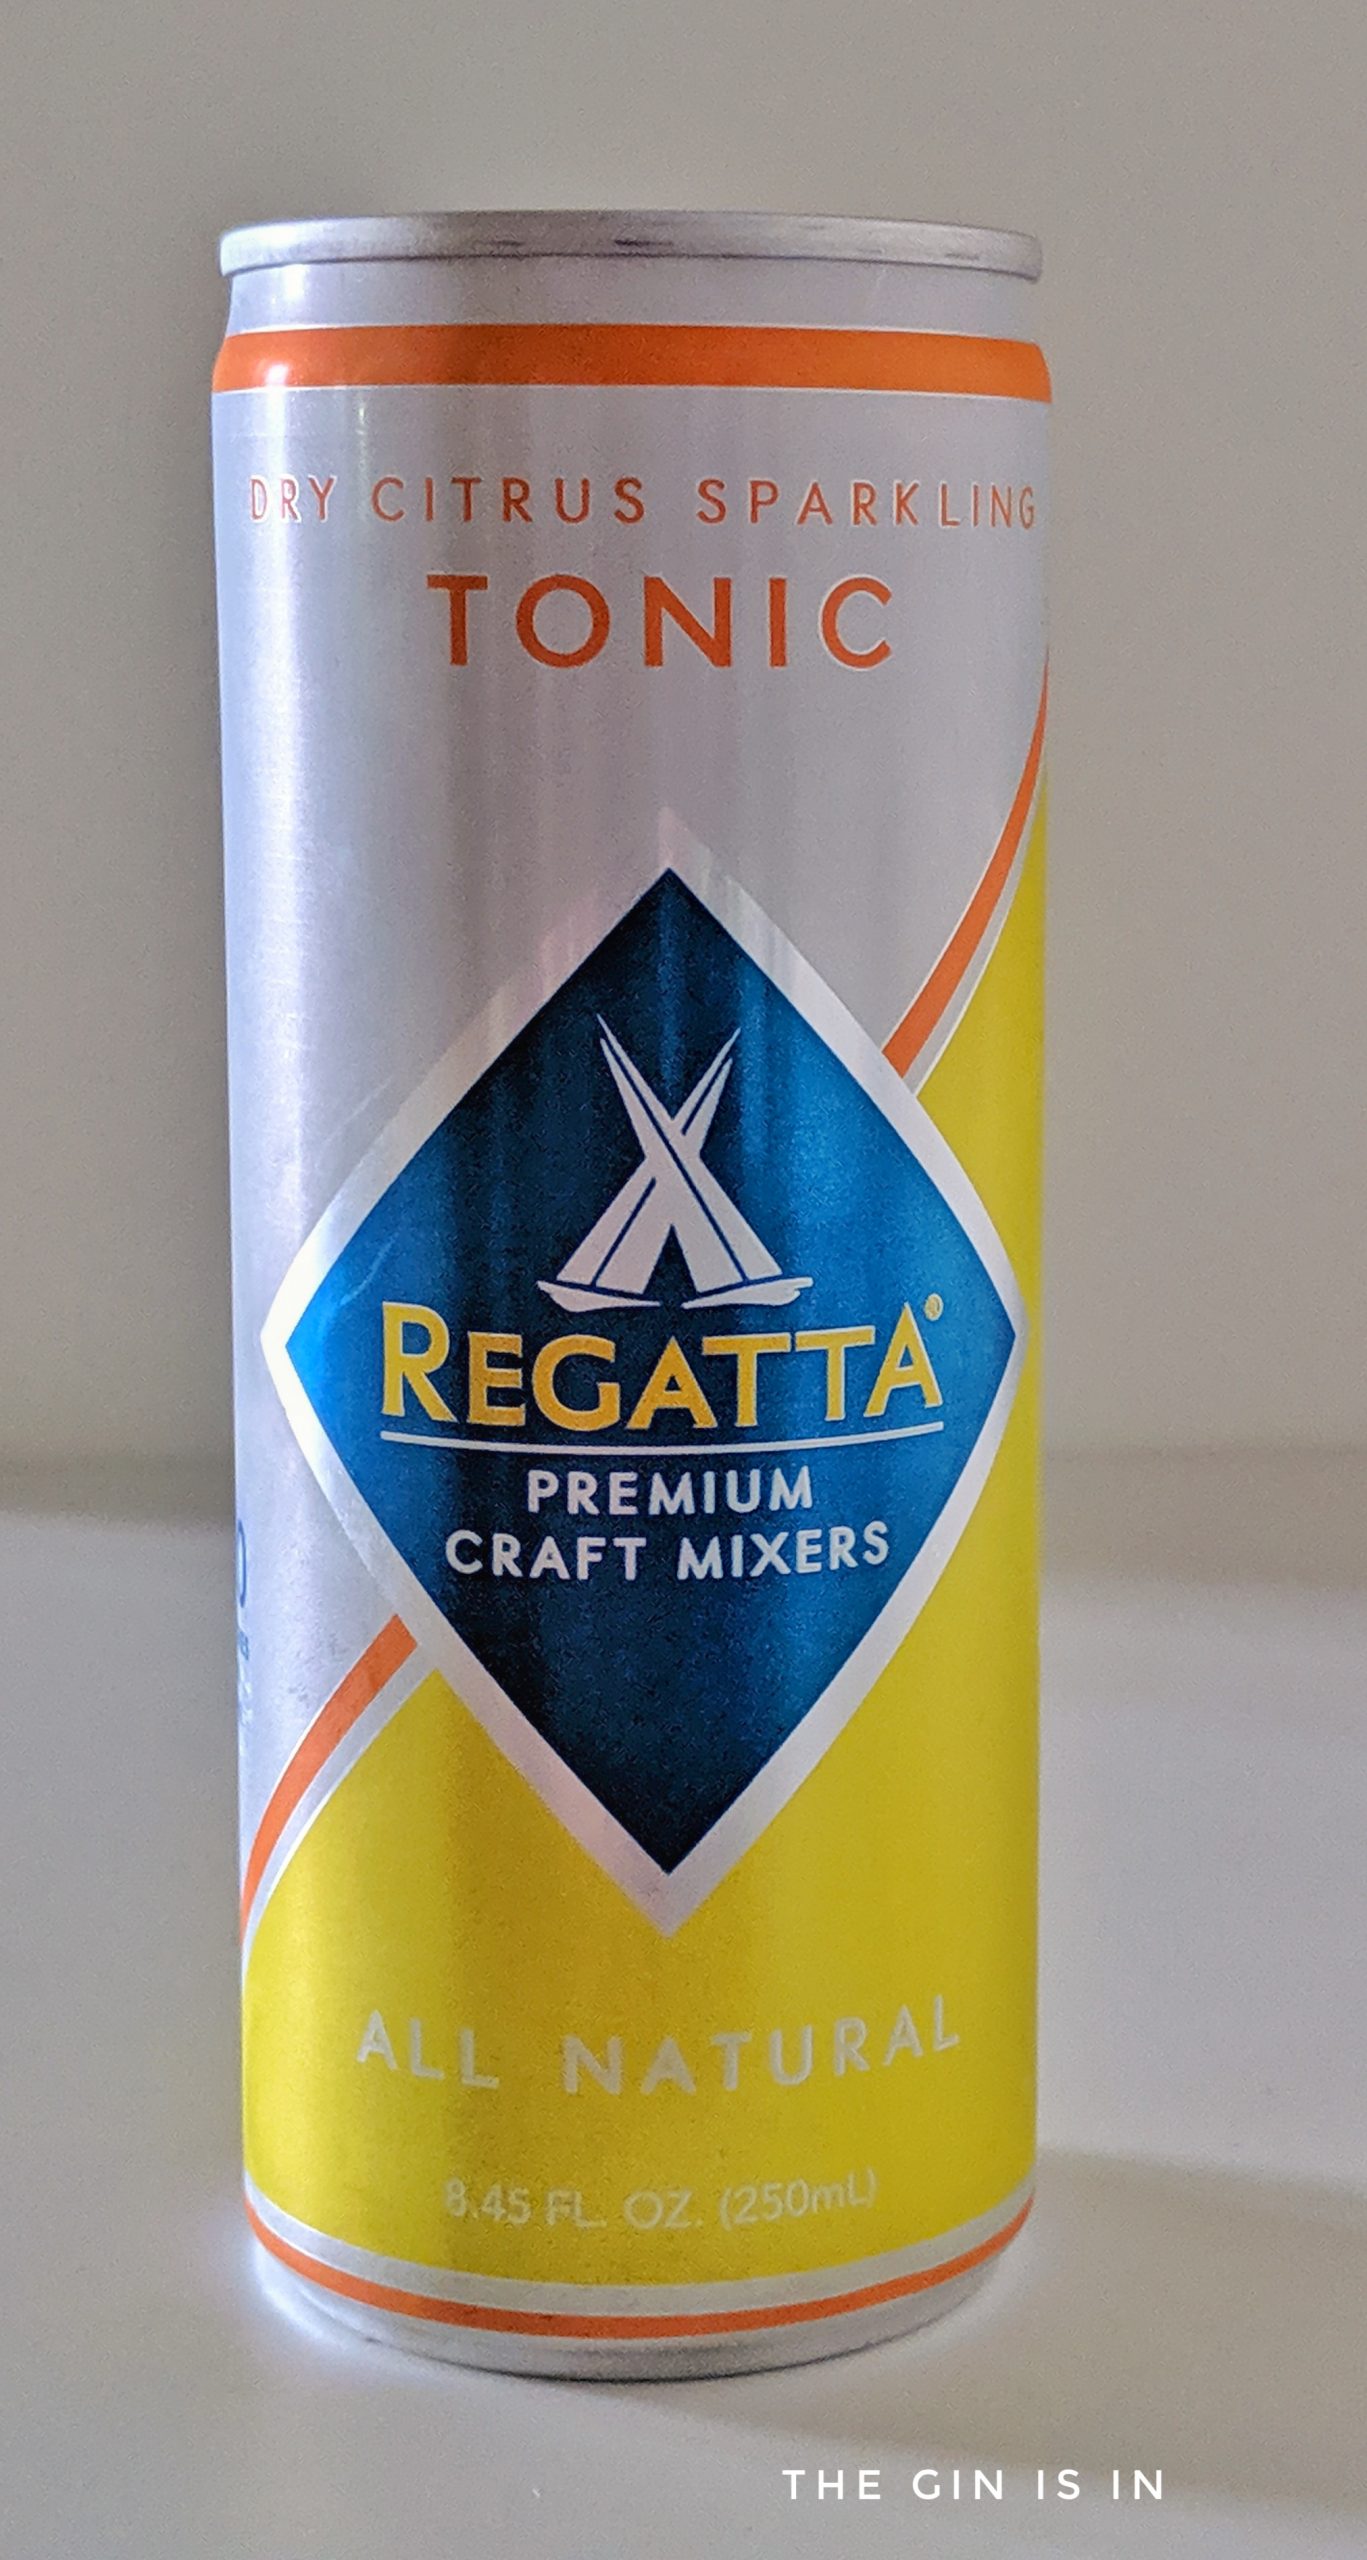 DRY CITRUS SPARKLING
TONIC
REGATTA®
PREMIUM
CRAFT MIXERS
ALL NATURAL
8.45 FL. OZ. (250mL)
THE GIN IS IN